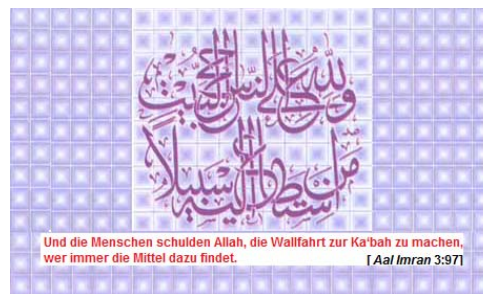 ولله على الناس حج البيت
من استطاع إليه سبيلا
Und die Menschen schulden Allah, die Wallfahrt zur Ka‘bah zu machen,
wer immer die Mittel dazu findet. [ Aal Imran 3:97]